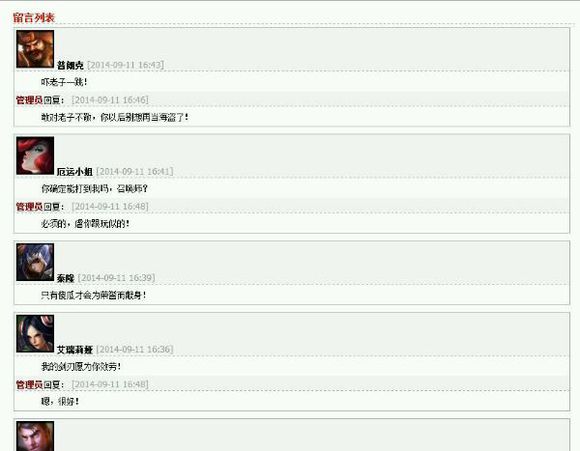 留言列表
普朗克 [2014-09-11 16:43]
吓老子一跳！
管理员回复： [2014-09-11 16:46]
敢对老子不敬，你以后别想再当海盗了！
厄运小姐 [2014-09-11 16:41]
你确定能打到我吗，召唤师？
管理员回复： [2014-09-11 16:48]
必须的，虐你跟玩似的！
泰隆 [2014-09-11 16:39]
只有傻瓜才会为荣誉而献身！
艾瑞莉娅 [2014-09-11 16:36]
我的剑刃愿为你效劳！
管理员回复： [2014-09-11 16:48]
嗯，很好！